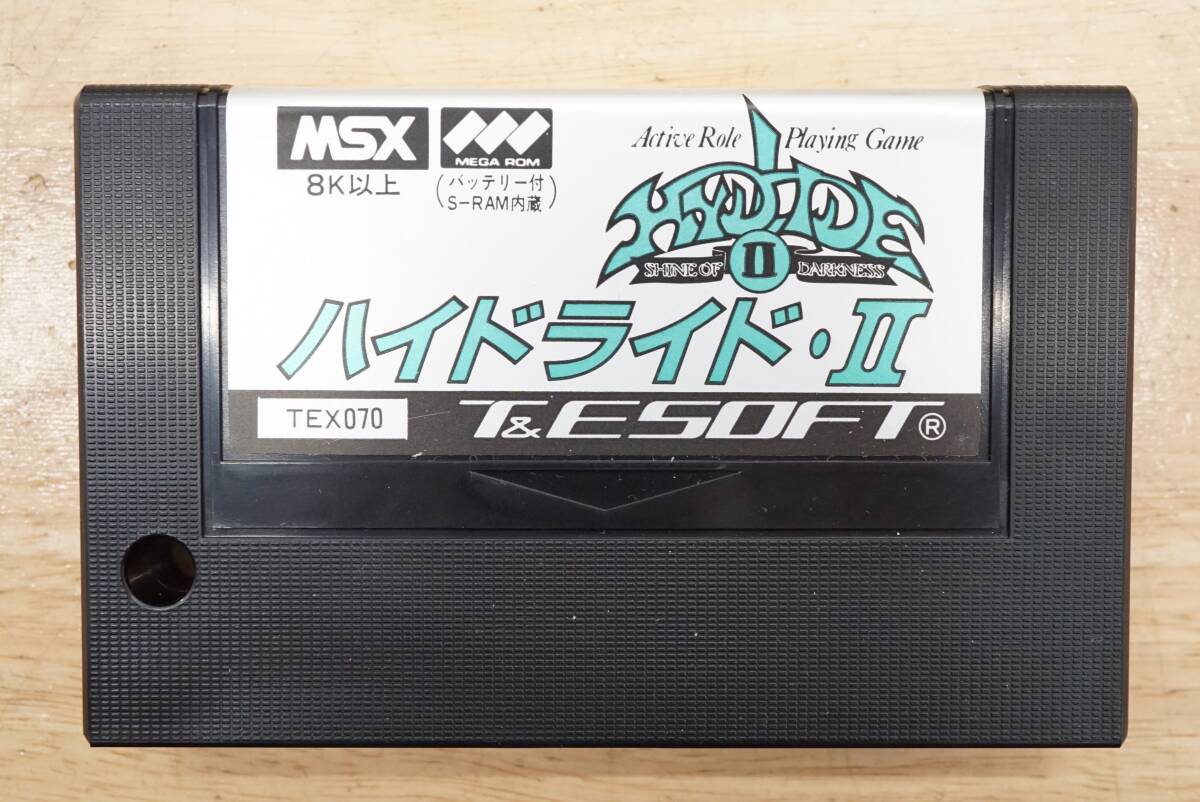 MSX
8K以上
MEGA ROM
(バッテリー付
S-RAM内蔵)
Active Role Playing Game
HYDLIDE
II
SHINE OF DARKNESS
ハイドライド・II
TEX070
T&ESOFT®